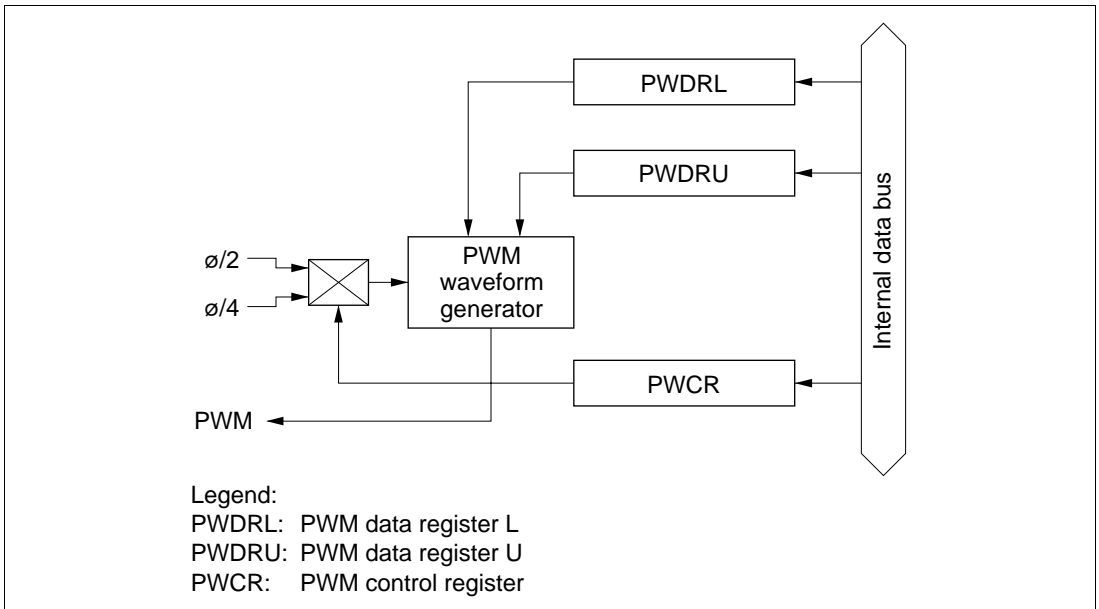 PWDRL
PWDRU
Internal data bus
ø/2
ø/4
PWM
waveform
generator
PWCR
PWM
Legend:
PWDRL: PWM data register L
PWDRU: PWM data register U
PWCR: PWM control register